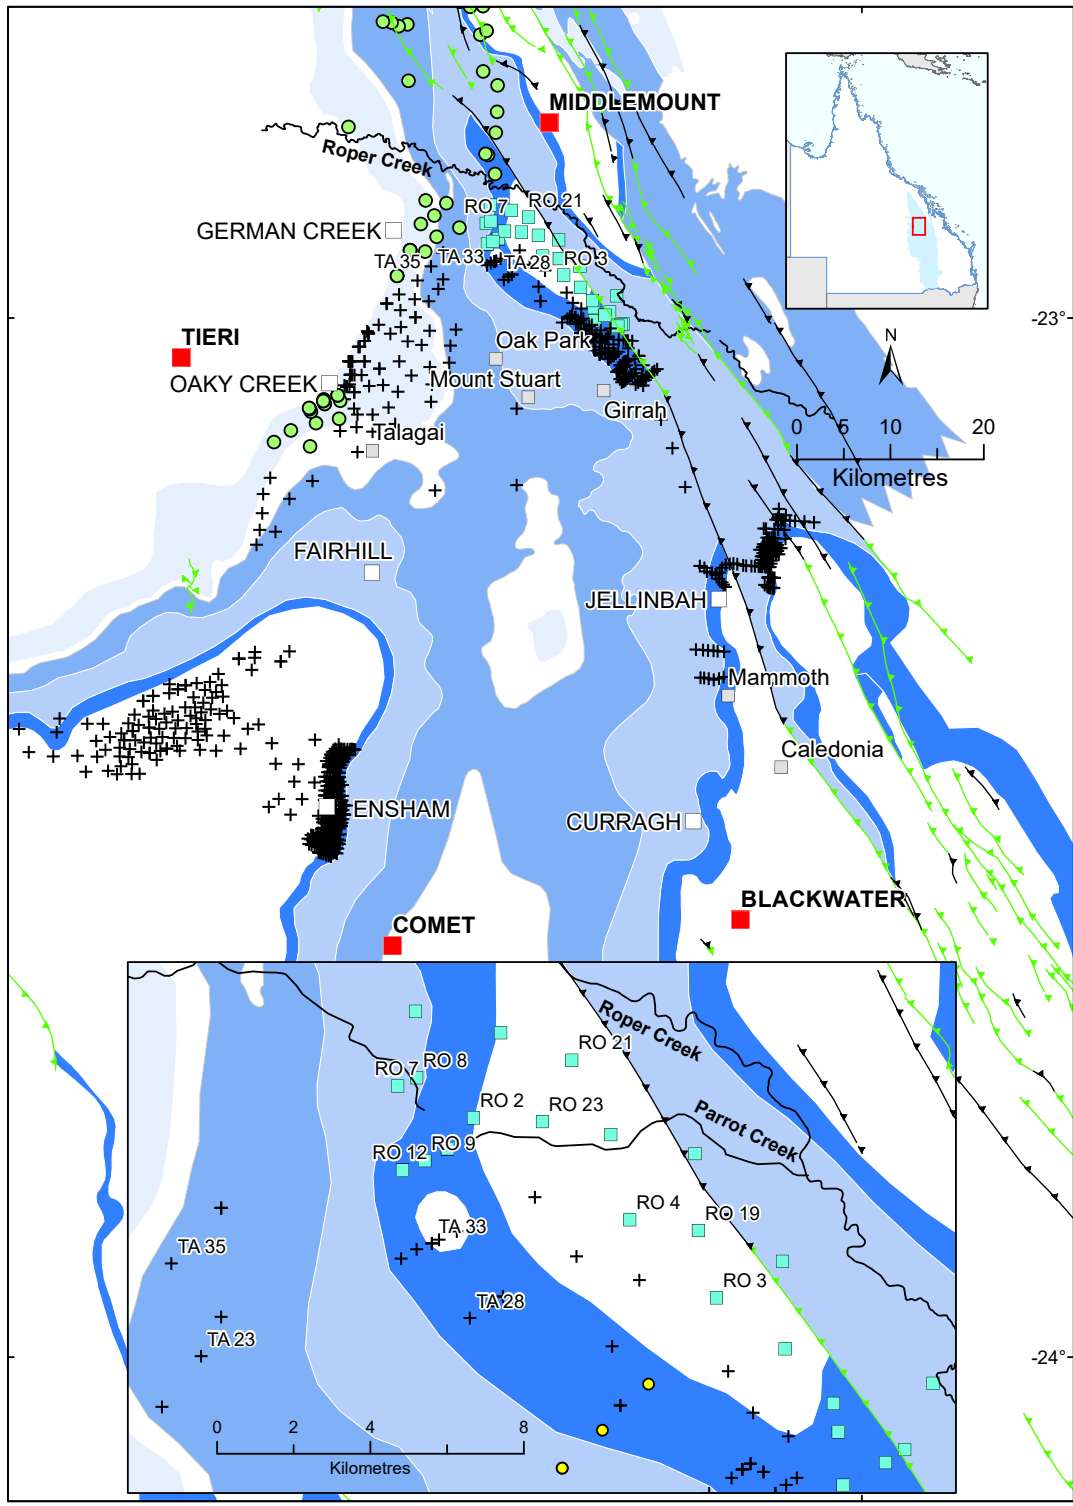 MIDDLEMOUNT
Roper Creek
RO 7
RO 21
GERMAN CREEK
TA 35
TA 33
TA 28
RO 3
-23°
TIERI
Oak Park
N
OAKY CREEK
Mount Stuart
Girrah
0 5 10 20
Kilometres
Talagai
FAIRHILL
JELLINBAH
Mammoth
Caledonia
ENSHAM
CURRAGH
BLACKWATER
COMET
Roper Creek
RO 21
RO 7
RO 8
RO 2
RO 23
Parrot Creek
RO 12
RO 9
RO 4
RO 19
TA 33
TA 35
RO 3
TA 28
TA 23
-24°
0 2 4 8
Kilometres